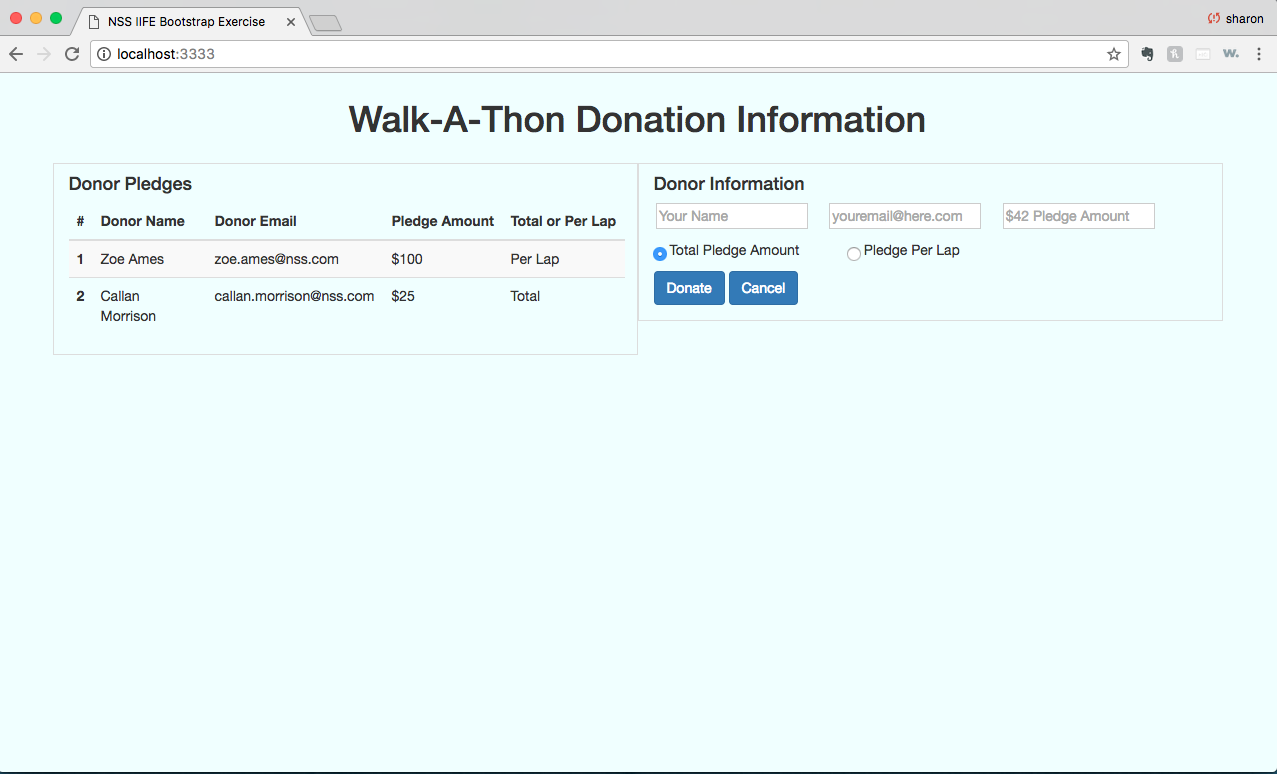 NSS IIFE Bootstrap Exercise
sharon
localhost:3333
w.
Walk-A-Thon Donation Information
Donor Pledges
# Donor Name Donor Email Pledge Amount Total or Per Lap
1 Zoe Ames zoe.ames@nss.com $100 Per Lap
2 Callan callan.morrison@nss.com $25 Total
Morrison
Donor Information
Your Name youremail@here.com $42 Pledge Amount
Total Pledge Amount Pledge Per Lap
Donate Cancel